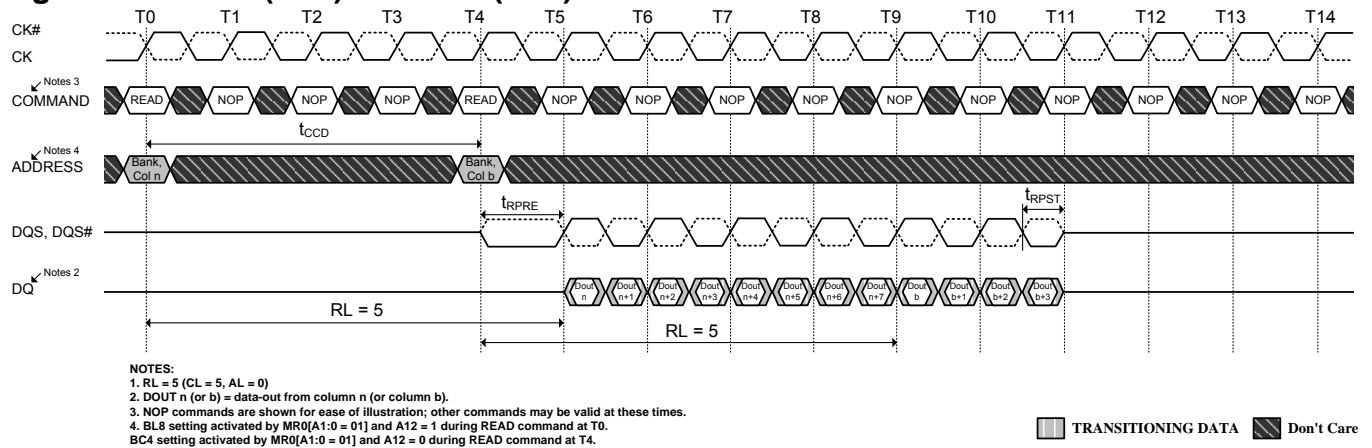 T0 T1 T2 T3 T4 T5 T6 T7 T8 T9 T10 T11 T12 T13 T14
CK#
CK
Notes 3
COMMAND
READ NOP NOP NOP READ NOP NOP NOP NOP NOP NOP NOP NOP NOP NOP
tCCD
Notes 4
ADDRESS
Bank, Col n
Bank, Col b
tRPRE
tRPST
DQS, DQS#
Notes 2
DQ
Dout n
Dout n+1
Dout n+2
Dout n+3
Dout n+4
Dout n+5
Dout n+6
Dout n+7
Dout b
Dout b+1
Dout b+2
Dout b+3
RL = 5
RL = 5
NOTES:
1. RL = 5 (CL = 5, AL = 0)
2. DOUT n (or b) = data-out from column n (or column b).
3. NOP commands are shown for ease of illustration; other commands may be valid at these times.
4. BL8 setting activated by MR0[A1:0 = 01] and A12 = 1 during READ command at T0.
BC4 setting activated by MR0[A1:0 = 01] and A12 = 0 during READ command at T4.
TRANSITIONING DATA
Don't Care